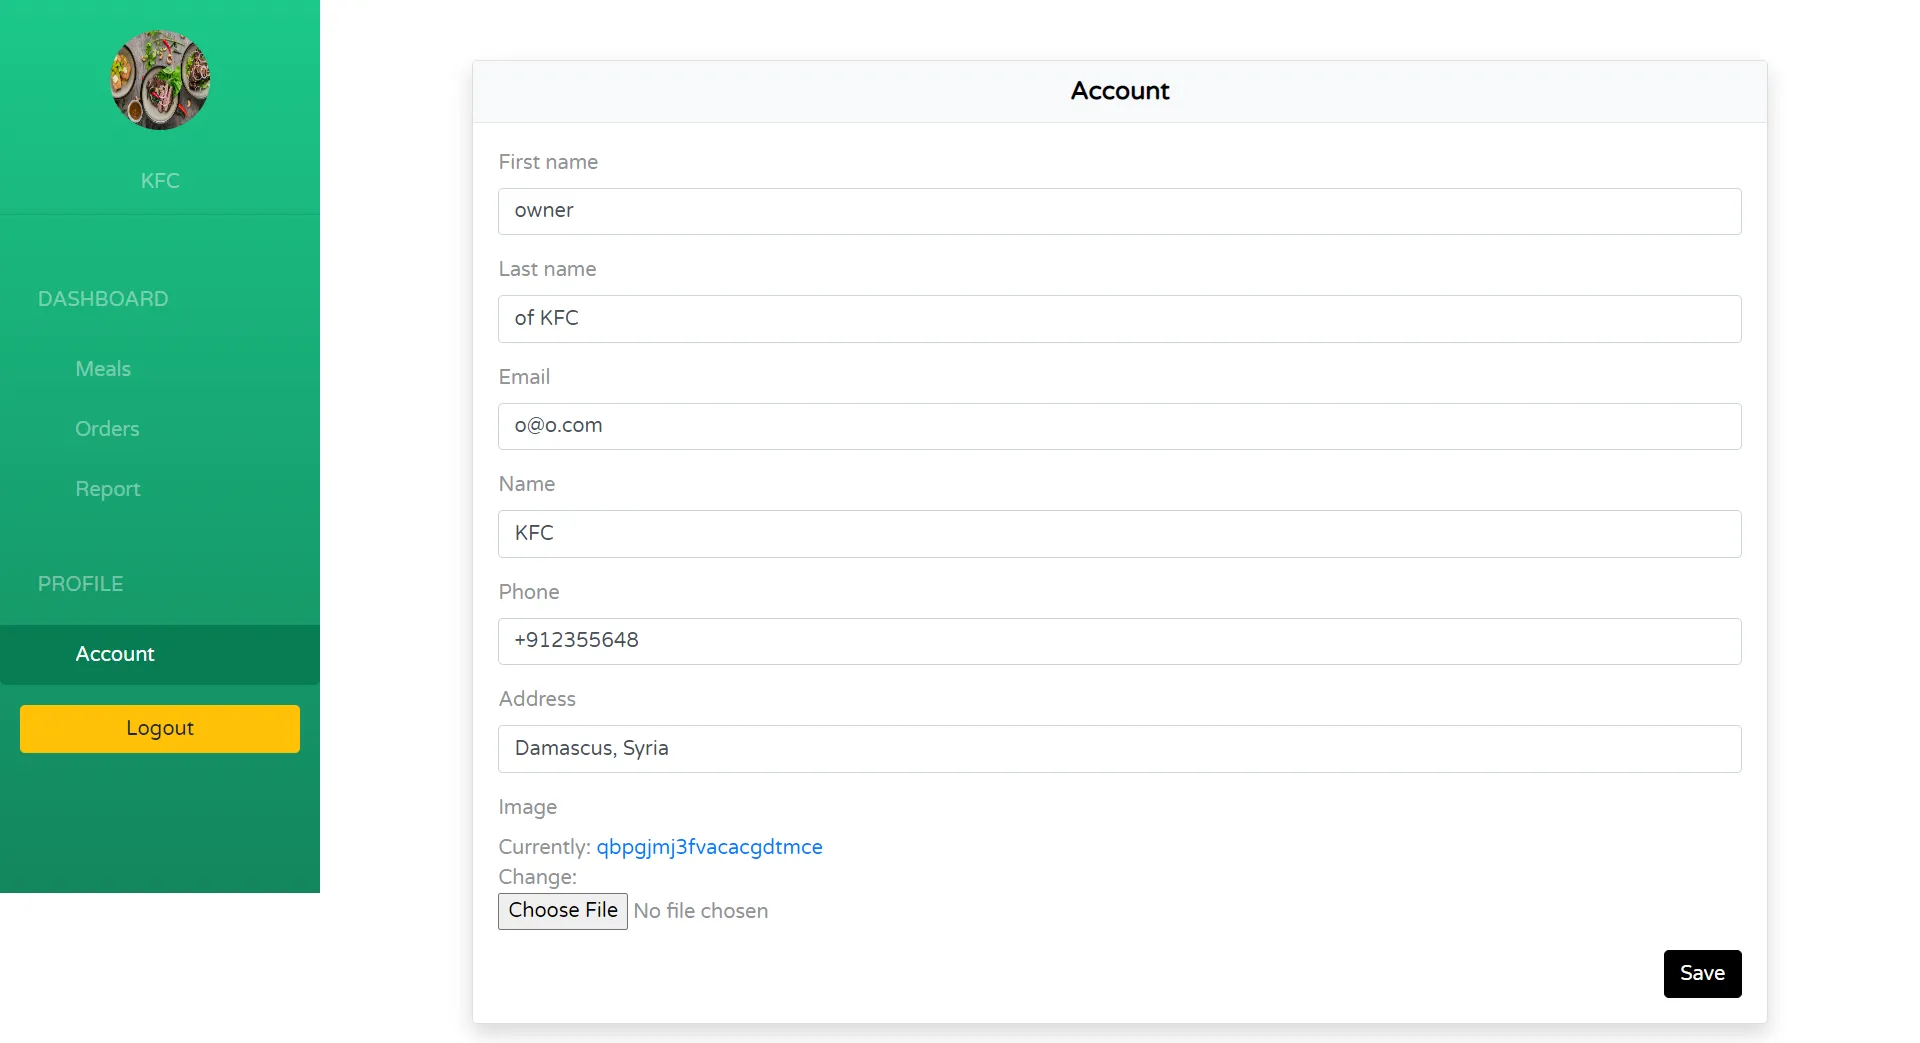 KFC
DASHBOARD
Meals
Orders
Report
PROFILE
Account
Logout
Account
First name
owner
Last name
of KFC
Email
o@o.com
Name
KFC
Phone
+912355648
Address
Damascus, Syria
Image
Currently: qbpgjmj3fvacacgdtmce
Change:
Choose File No file chosen
Save